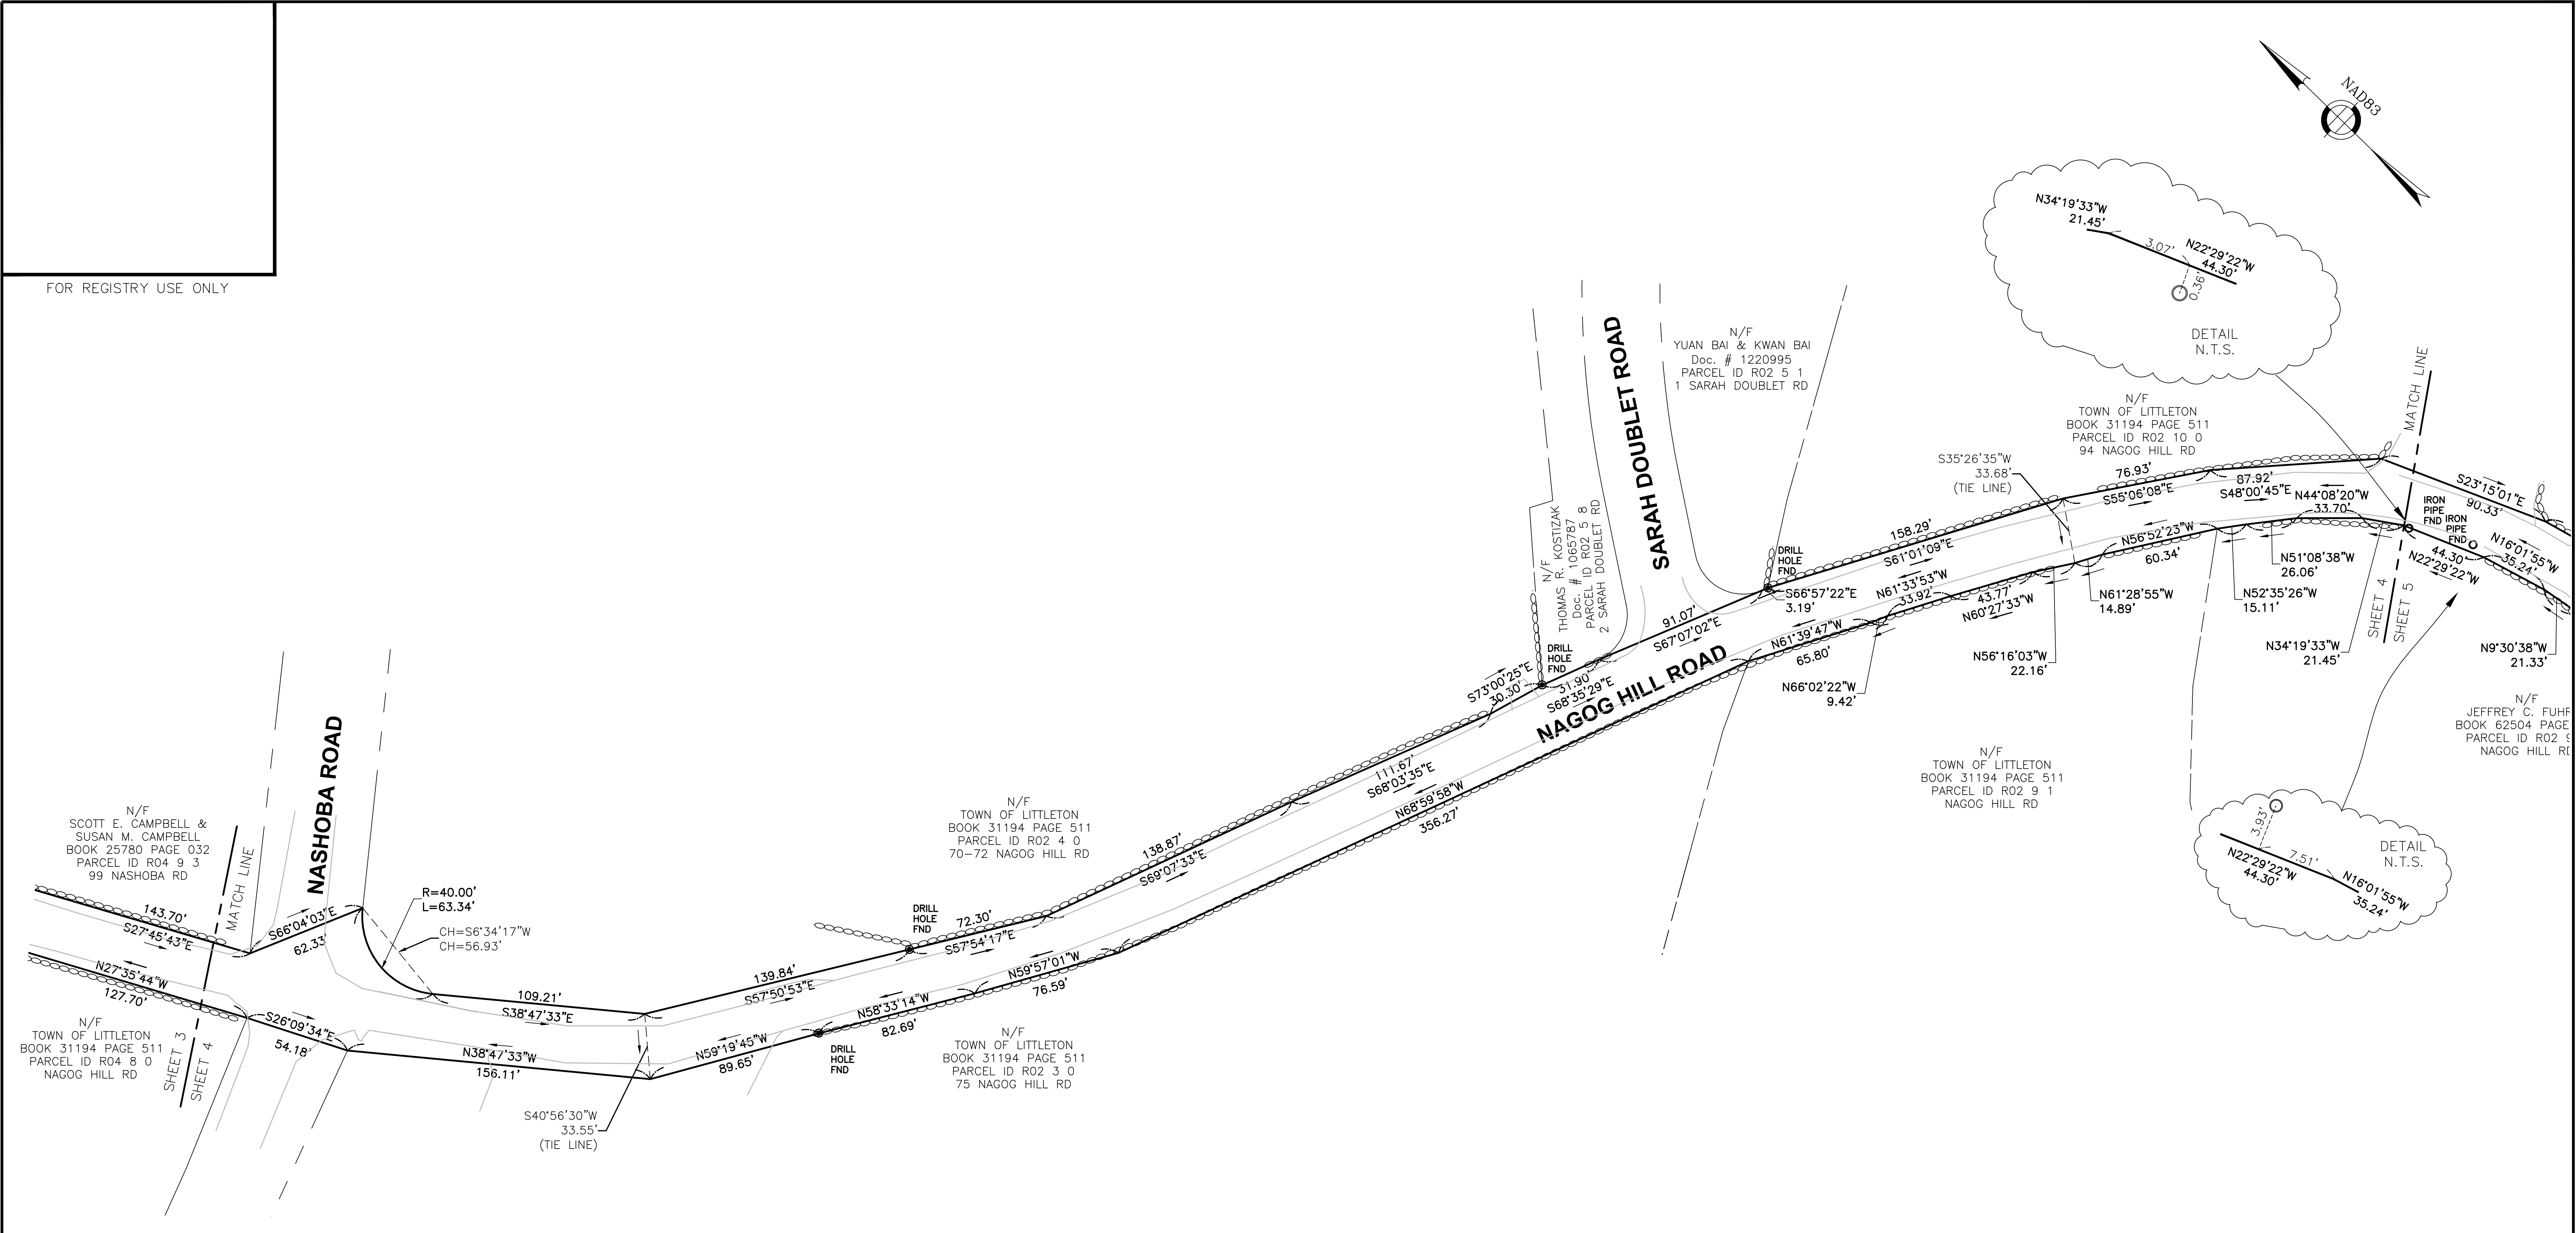 FOR REGISTRY USE ONLY
NAD83
N34°19'33"W
21.45'
3.07'
N22°29'22"W
44.30'
0.36'
DETAIL
N.T.S.
MATCH LINE
N/F
YUAN BAI & KWAN BAI
Doc. # 1220995
PARCEL ID R02 5 1
1 SARAH DOUBLET RD
SARAH DOUBLET ROAD
N/F
THOMAS R. KOSTIZAK
Doc. # 1065787
PARCEL ID R02 5 8
2 SARAH DOUBLET RD
N/F
TOWN OF LITTLETON
BOOK 31194 PAGE 511
PARCEL ID R02 10 0
94 NAGOG HILL RD
S35°26'35"W
33.68'
(TIE LINE)
76.93'
S55°06'08"E
87.92'
S48°00'45"E
N44°08'20"W
33.70'
S23°15'01"E
90.33'
IRON
PIPE
FND
IRON
PIPE
FND
N16°01'55"W
35.24'
44.30'
N22°29'22"W
158.29'
S61°01'09"E
N56°52'23"W
60.34'
N51°08'38"W
26.06'
N52°35'26"W
15.11'
N61°28'55"W
14.89'
DRILL
HOLE
FND
S66°57'22"E
3.19'
N61°33'53"W
33.92'
43.77'
N60°27'33"W
91.07'
S67°07'02"E
N61°39'47"W
65.80'
N56°16'03"W
22.16'
N66°02'22"W
9.42'
N34°19'33"W
21.45'
SHEET 4
SHEET 5
N9°30'38"W
21.33'
DRILL
HOLE
FND
S73°00'25"E
30.30'
31.90'
S68°35'29"E
NAGOG HILL ROAD
N/F
JEFFREY C. FUHR
BOOK 62504 PAGE
PARCEL ID R02 9
NAGOG HILL RD
N/F
TOWN OF LITTLETON
BOOK 31194 PAGE 511
PARCEL ID R02 9 1
NAGOG HILL RD
3.93'
7.51'
N22°29'22"W
44.30'
N16°01'55"W
35.24'
DETAIL
N.T.S.
111.67'
S68°03'35"E
N68°59'58"W
356.27'
138.87'
S69°07'33"E
N/F
TOWN OF LITTLETON
BOOK 31194 PAGE 511
PARCEL ID R02 4 0
70-72 NAGOG HILL RD
NASHOBA ROAD
N/F
SCOTT E. CAMPBELL &
SUSAN M. CAMPBELL
BOOK 25780 PAGE 032
PARCEL ID R04 9 3
99 NASHOBA RD
MATCH LINE
143.70'
S27°45'43"E
S66°04'03"E
62.33'
R=40.00'
L=63.34'
CH=S6°34'17"W
CH=56.93'
DRILL
HOLE
FND
72.30'
S57°54'17"E
N59°57'01"W
76.59'
139.84'
S57°50'53"E
N58°33'14"W
82.69'
N27°35'44"W
127.70'
109.21'
S38°47'33"E
S26°09'34"E
54.18'
N38°47'33"W
156.11'
N59°19'45"W
89.65'
DRILL
HOLE
FND
N/F
TOWN OF LITTLETON
BOOK 31194 PAGE 511
PARCEL ID R04 8 0
NAGOG HILL RD
SHEET 3
SHEET 4
N/F
TOWN OF LITTLETON
BOOK 31194 PAGE 511
PARCEL ID R02 3 0
75 NAGOG HILL RD
S40°56'30"W
33.55'
(TIE LINE)